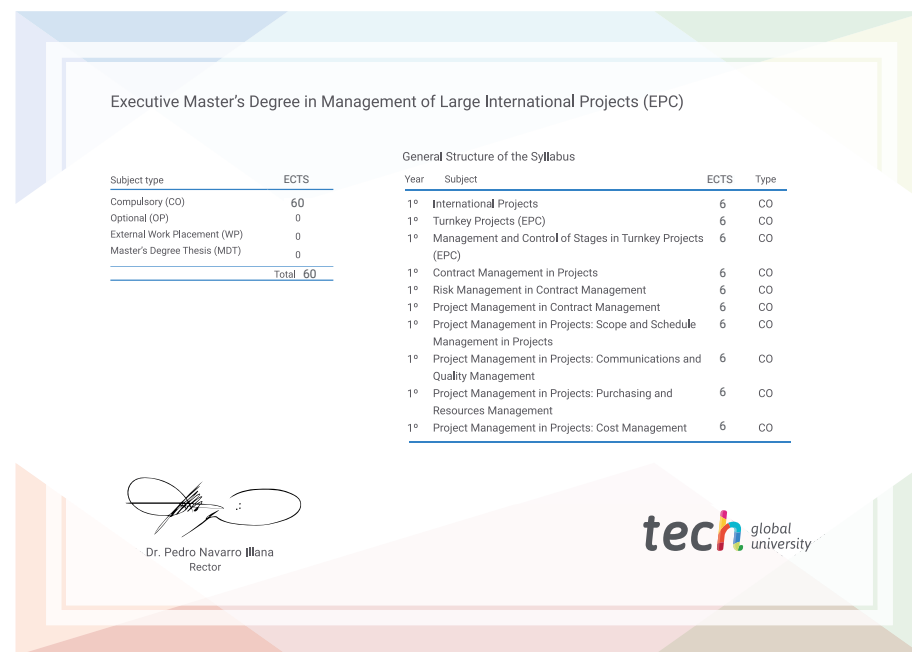 Executive Master's Degree in Management of Large International Projects (EPC)
Subject type ECTS
Compulsory (CO) 60
Optional (OP) 0
External Work Placement (WP) 0
Master's Degree Thesis (MDT) 0
Total 60
General Structure of the Syllabus
Year Subject ECTS Type
1º International Projects 6 CO
1º Turnkey Projects (EPC) 6 CO
1º Management and Control of Stages in Turnkey Projects 6 CO
(EPC)
1º Contract Management in Projects 6 CO
1º Risk Management in Contract Management 6 CO
1º Project Management in Contract Management 6 CO
1º Project Management in Projects: Scope and Schedule 6 CO
Management in Projects
1º Project Management in Projects: Communications and 6 CO
Quality Management
1º Project Management in Projects: Purchasing and 6 CO
Resources Management
1º Project Management in Projects: Cost Management 6 CO
Dr. Pedro Navarro Illana
Rector
tech global
university